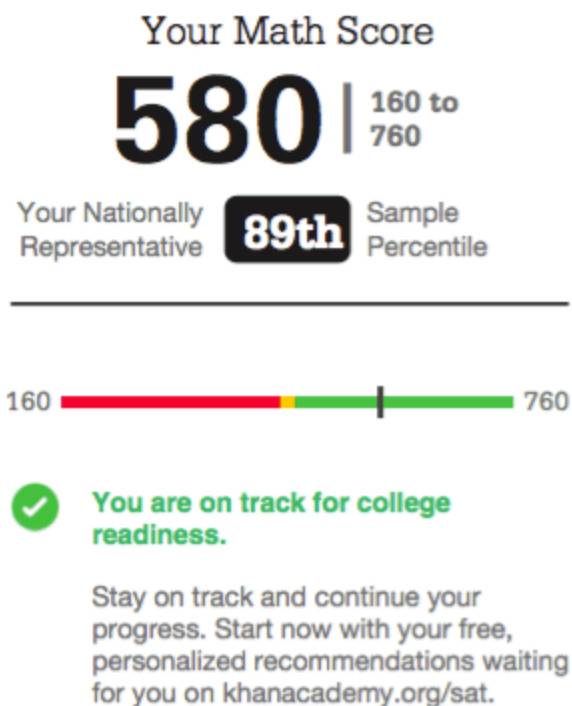 Your Math Score
580 | 160 to
760
Your Nationally
Representative
89th
Sample
Percentile
160
760
You are on track for college
readiness.
Stay on track and continue your
progress. Start now with your free,
personalized recommendations waiting
for you on khanacademy.org/sat.